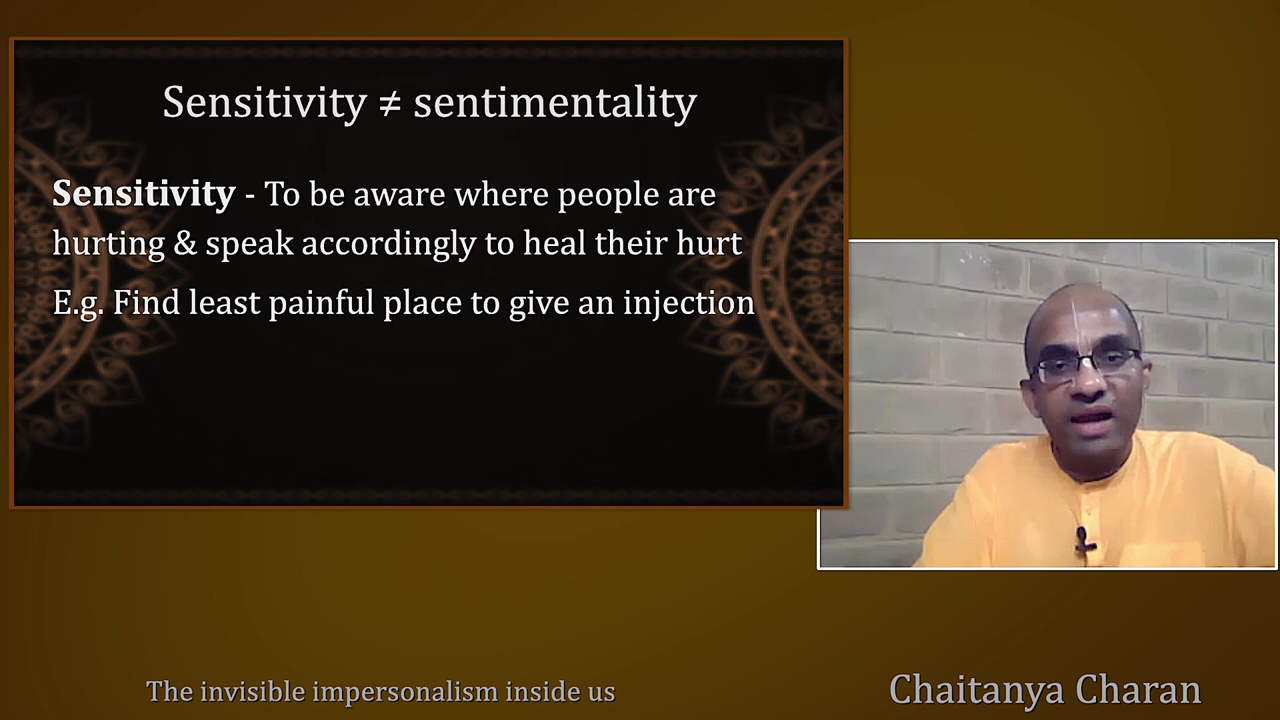 Sensitivity ≠ sentimentality
Sensitivity - To be aware where people are
hurting & speak accordingly to heal their hurt
E.g. Find least painful place to give an injection
The invisible impersonalism inside us
Chaitanya Charan